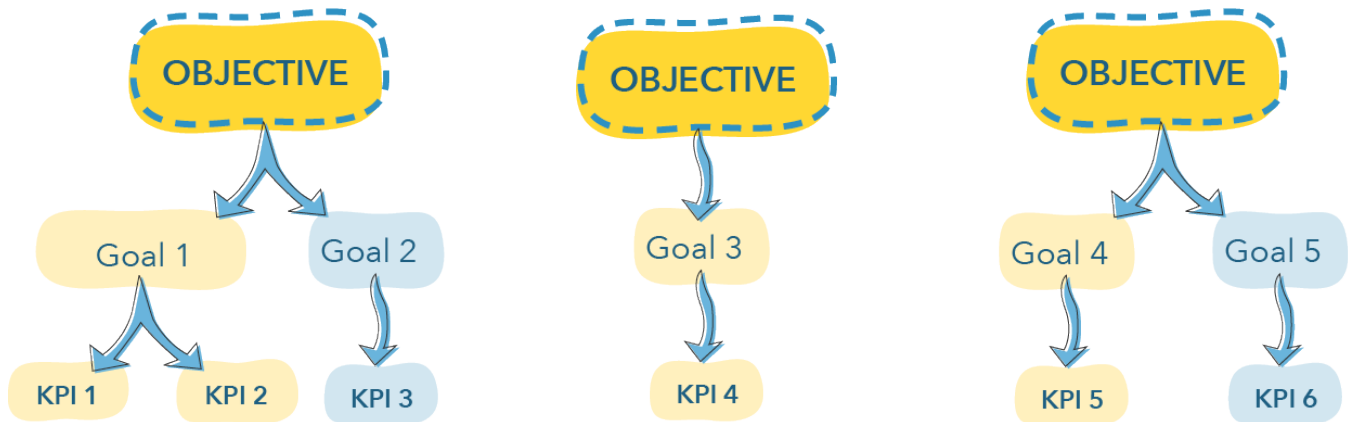 OBJECTIVE
OBJECTIVE
OBJECTIVE
Goal 1
Goal 2
Goal 3
Goal 4
Goal 5
KPI 1
KPI 2
KPI 3
KPI 4
KPI 5
KPI 6